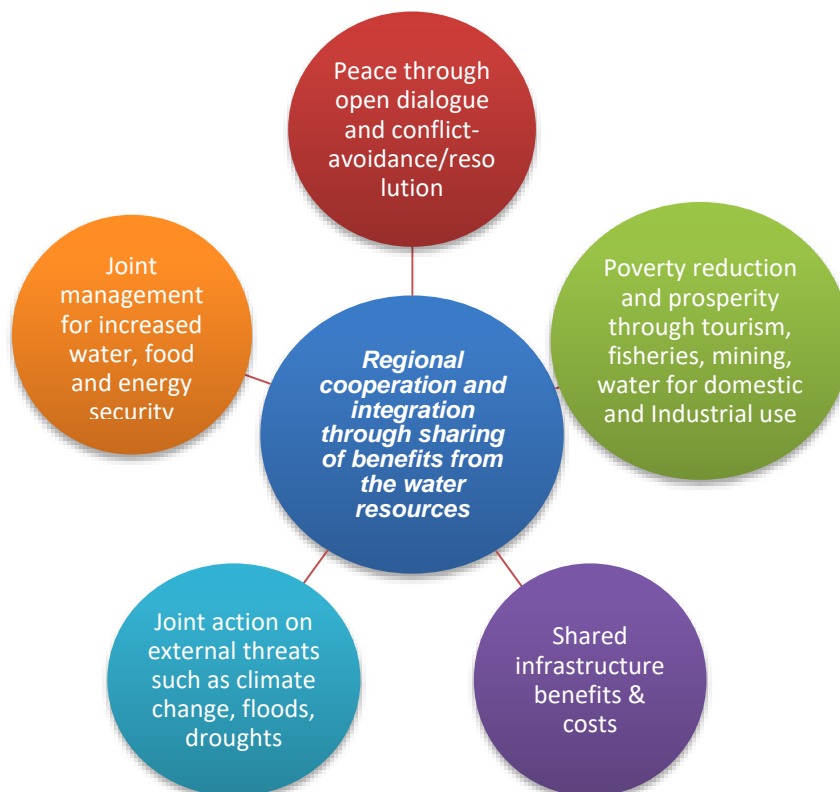 Peace through
open dialogue
and conflict-
avoidance/reso
lution
Poverty reduction
and prosperity
through tourism,
fisheries, mining,
water for domestic
and Industrial use
Shared
infrastructure
benefits &
costs
Joint action on
external threats
such as climate
change, floods,
droughts
Joint
management
for increased
water, food
and energy
security
Regional
cooperation and
integration
through sharing
of benefits from
the water
resources